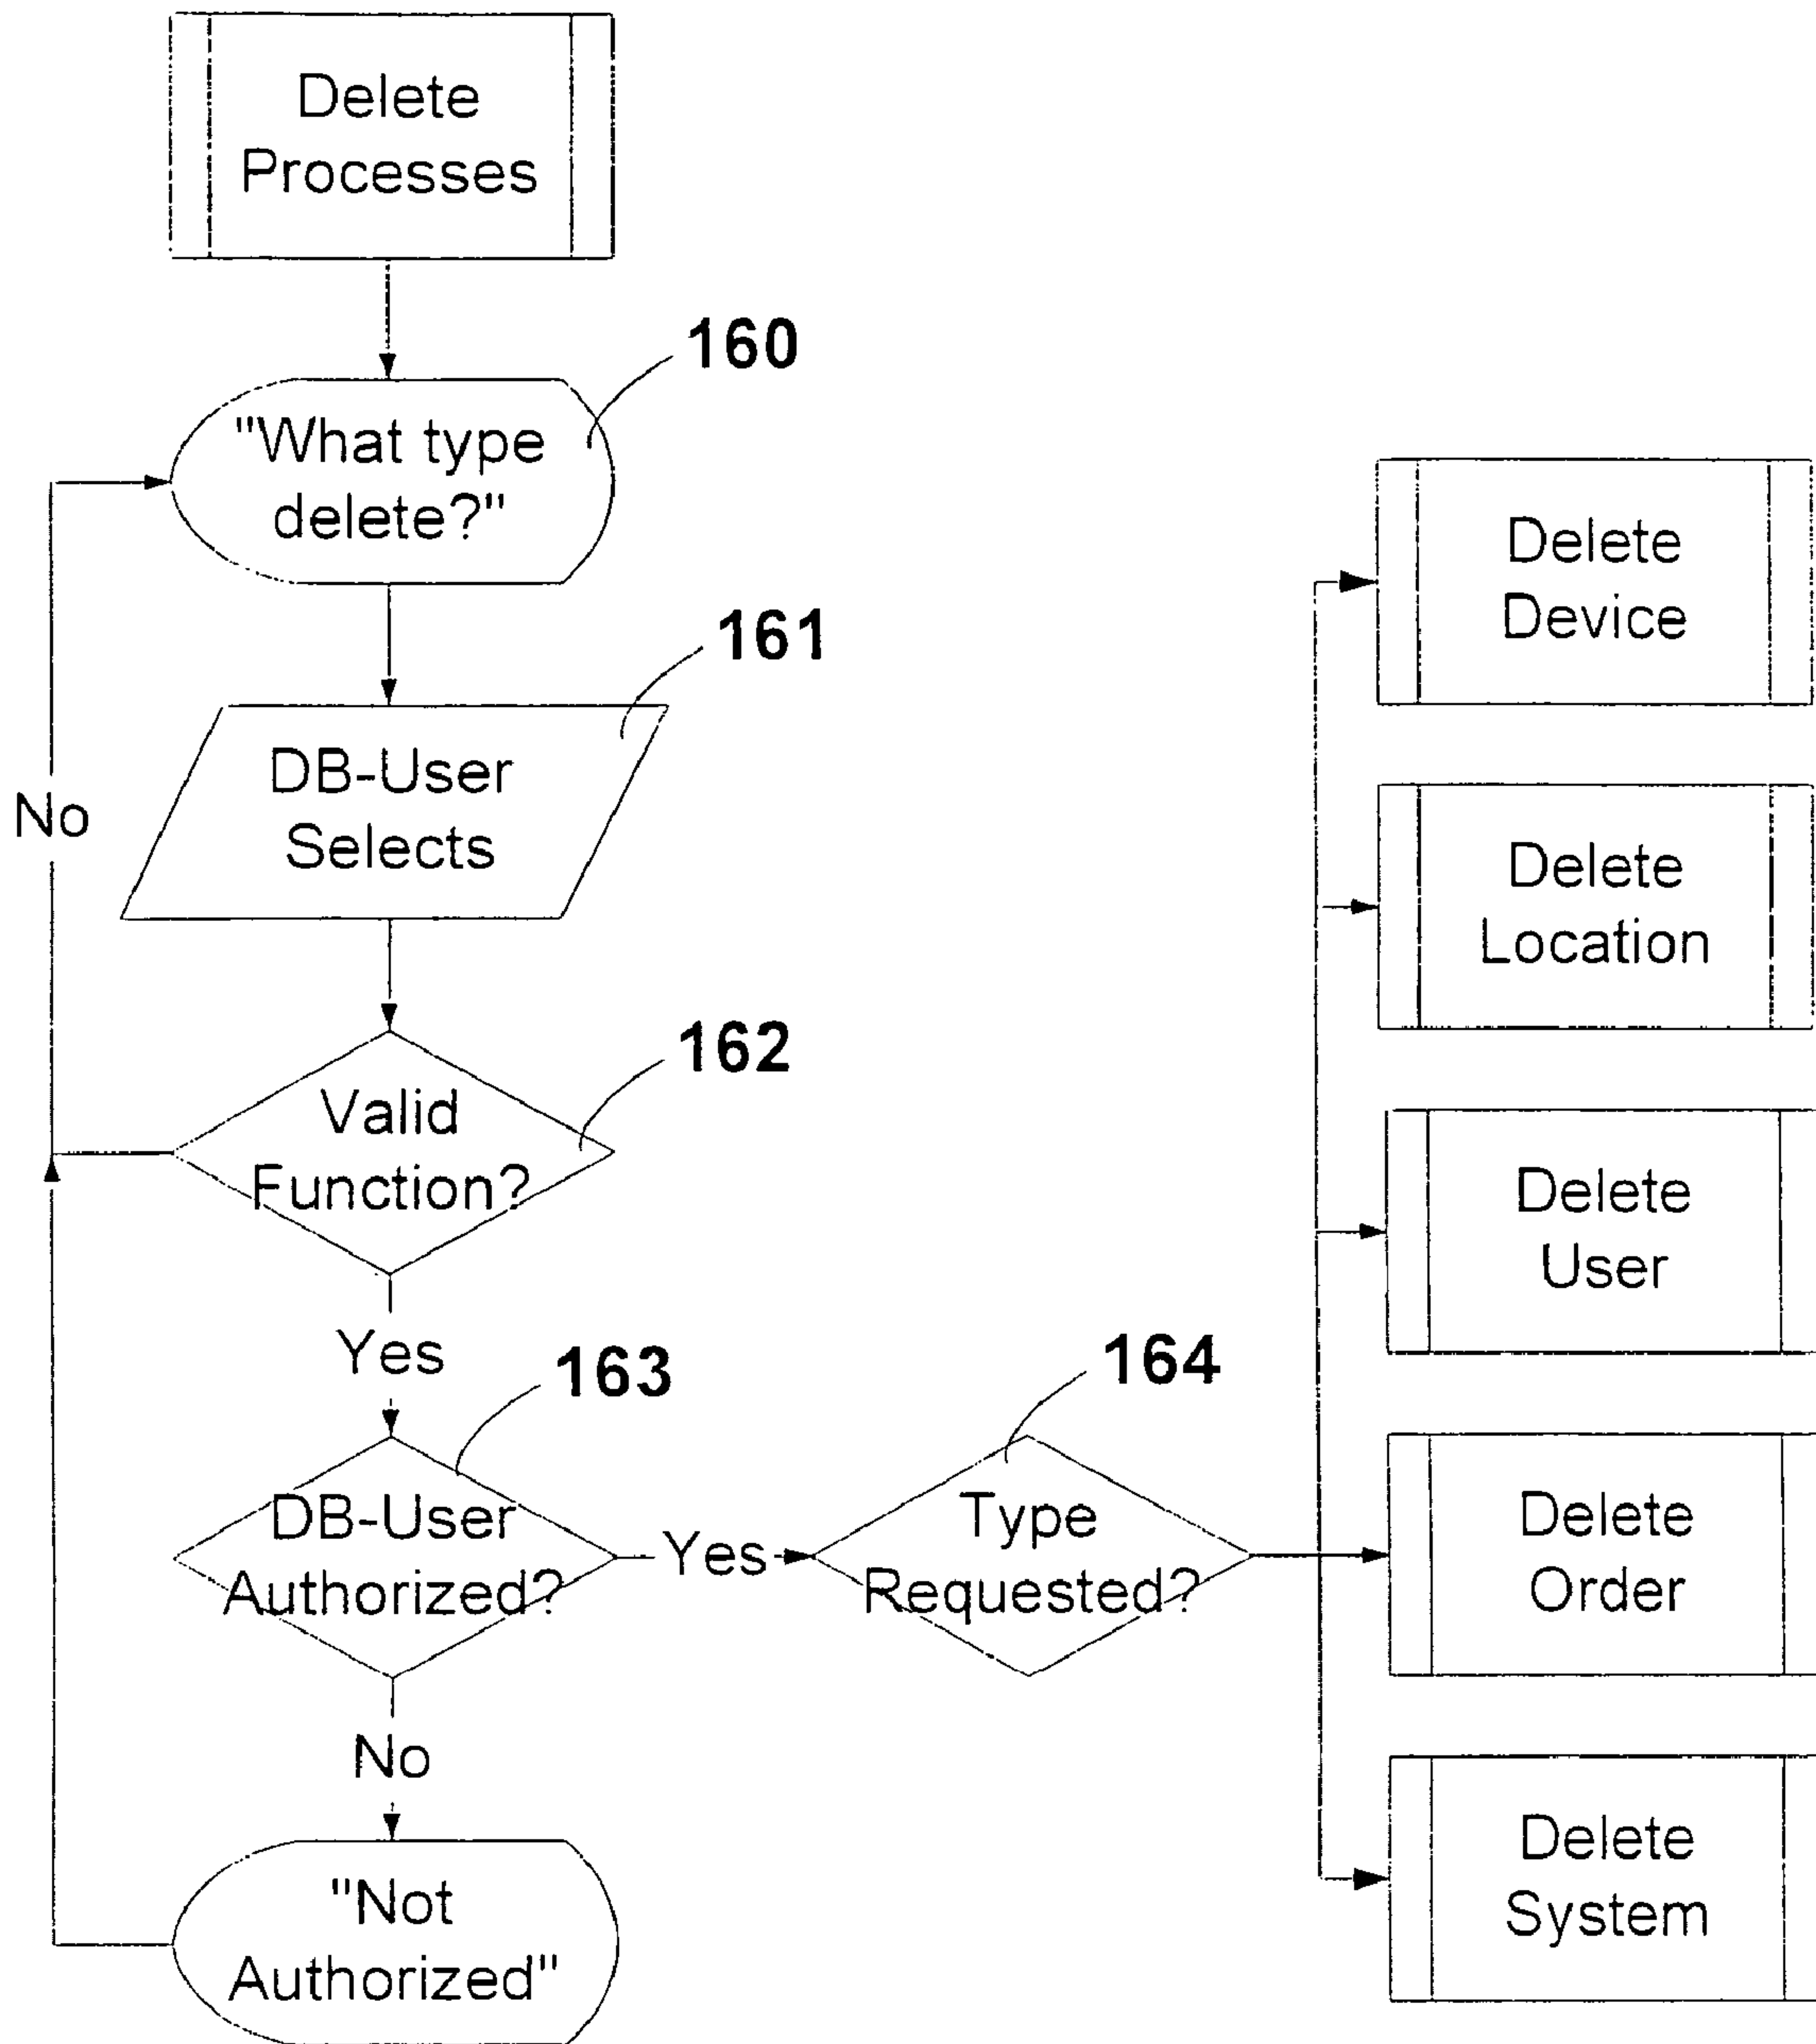 Delete
Processes
160
"What type
delete?"
161
DB-User
Selects
No
162
Valid
Function?
Yes
163
DB-User
Authorized?
Yes
No
"Not
Authorized"
164
Type
Requested?
Delete
Device
Delete
Location
Delete
User
Delete
Order
Delete
System